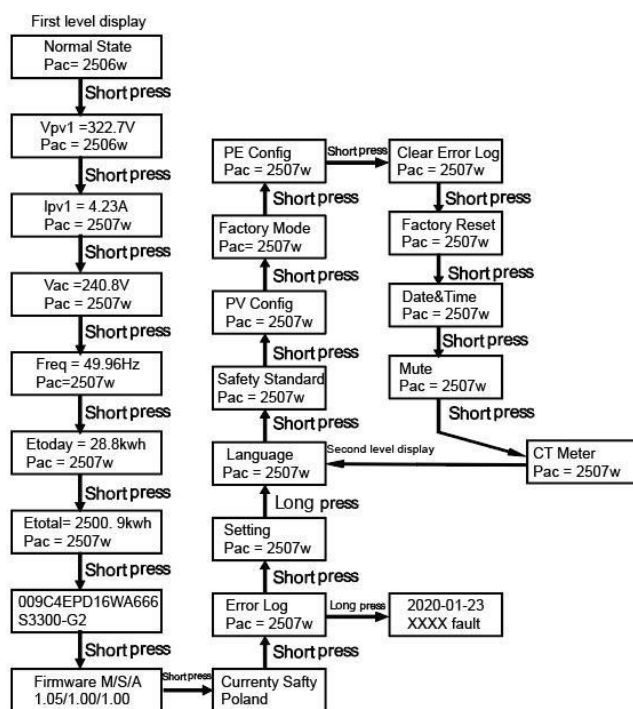 First level display
Normal State
Pac= 2506w
Short press
Vpv1 =322.7V
Pac = 2506w
Short press
Ipv1 = 4.23A
Pac = 2507w
Short press
Vac =240.8V
Pac = 2507w
Short press
Freq = 49.96Hz
Pac=2507w
Short press
Etoday = 28.8kwh
Pac = 2507w
Short press
Etotal= 2500. 9kwh
Pac = 2507w
Short press
009C4EPD16WA666
S3300-G2
Short press
Firmware M/S/A
1.05/1.00/1.00
Short press
Currenty Safty
Poland
Short press
Error Log
Pac = 2507w
Long press
2020-01-23
XXXX fault
Short press
Setting
Pac = 2507w
Long press
Language
Pac = 2507w
Short press
Safety Standard
Pac = 2507w
Short press
PV Config
Pac = 2507w
Short press
Factory Mode
Pac= 2507w
Short press
PE Config
Pac = 2507w
Short press
Clear Error Log
Pac = 2507w
Short press
Factory Reset
Pac = 2507w
Short press
Date&Time
Pac = 2507w
Short press
Mute
Pac = 2507w
Short press
CT Meter
Pac = 2507w
Second level display